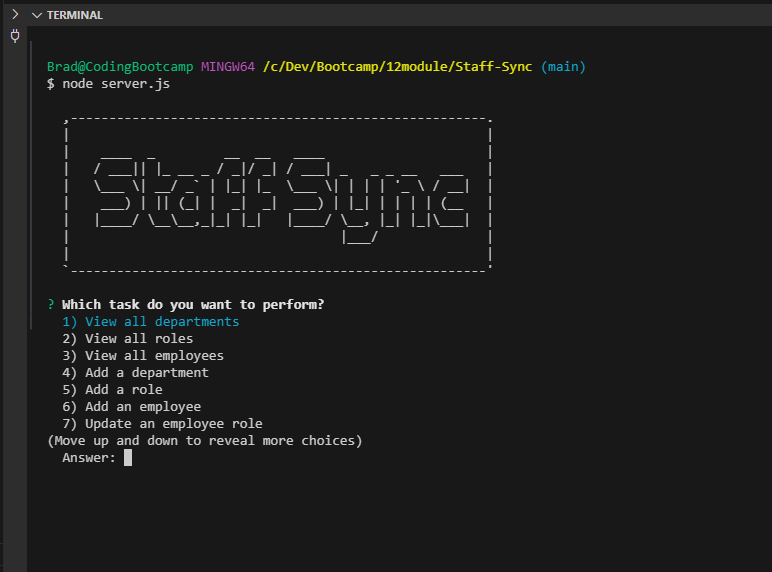 TERMINAL
Brad@CodingBootcamp MINGW64 /c/Dev/Bootcamp/12module/Staff-Sync (main)
$ node server.js
Staff Sync
? Which task do you want to perform?
1) View all departments
2) View all roles
3) View all employees
4) Add a department
5) Add a role
6) Add an employee
7) Update an employee role
(Move up and down to reveal more choices)
Answer: